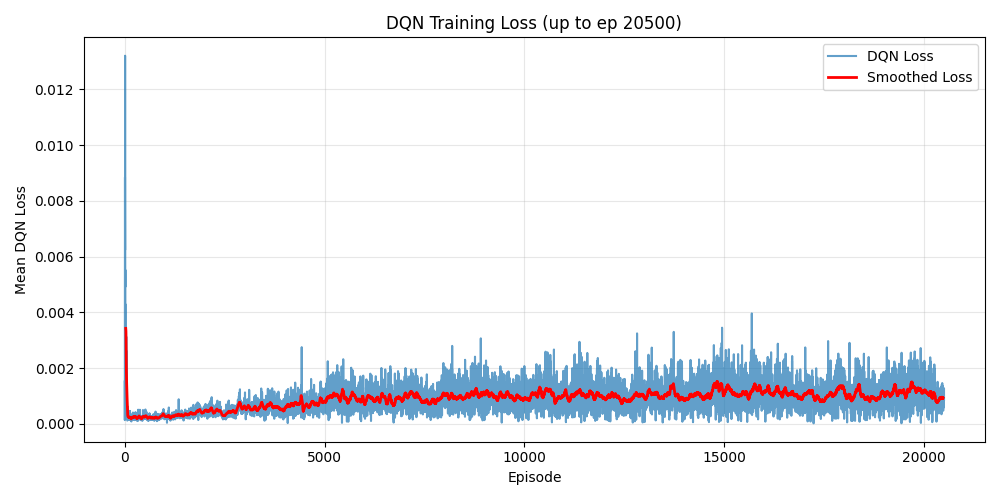 DQN Training Loss (up to ep 20500)
DQN Loss
Smoothed Loss
Mean DQN Loss
0.012
0.010
0.008
0.006
0.004
0.002
0.000
0 5000 10000 15000 20000
Episode